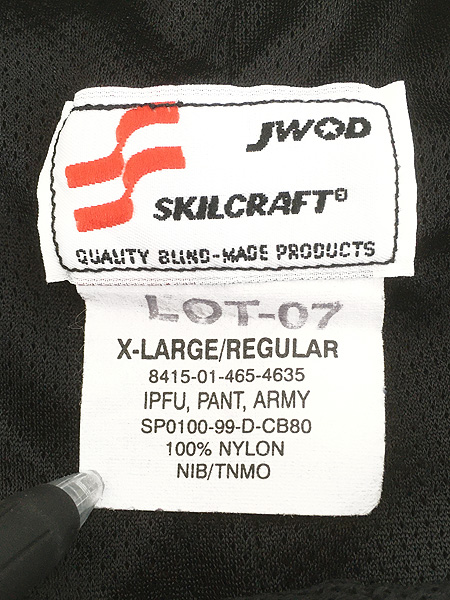 JWOD
SKILCRAFT®
QUALITY BLIND-MADE PRODUCTS
LOT-07
X-LARGE/REGULAR
8415-01-465-4635
IPFU, PANT, ARMY
SP0100-99-D-CB80
100% NYLON
NIB/TNMO